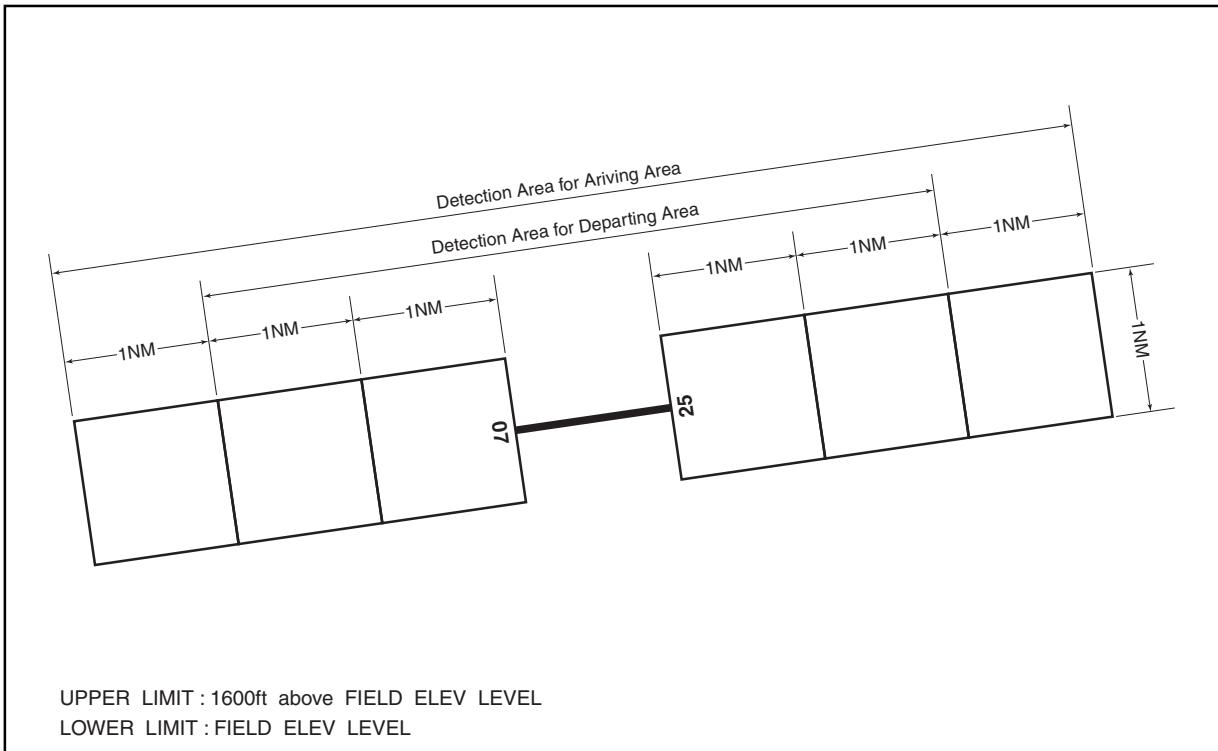 Detection Area for Ariving Area
Detection Area for Departing Area
1NM
1NM
1NM
1NM
1NM
1NM
1NM
07
25
UPPER LIMIT : 1600ft above FIELD ELEV LEVEL
LOWER LIMIT : FIELD ELEV LEVEL